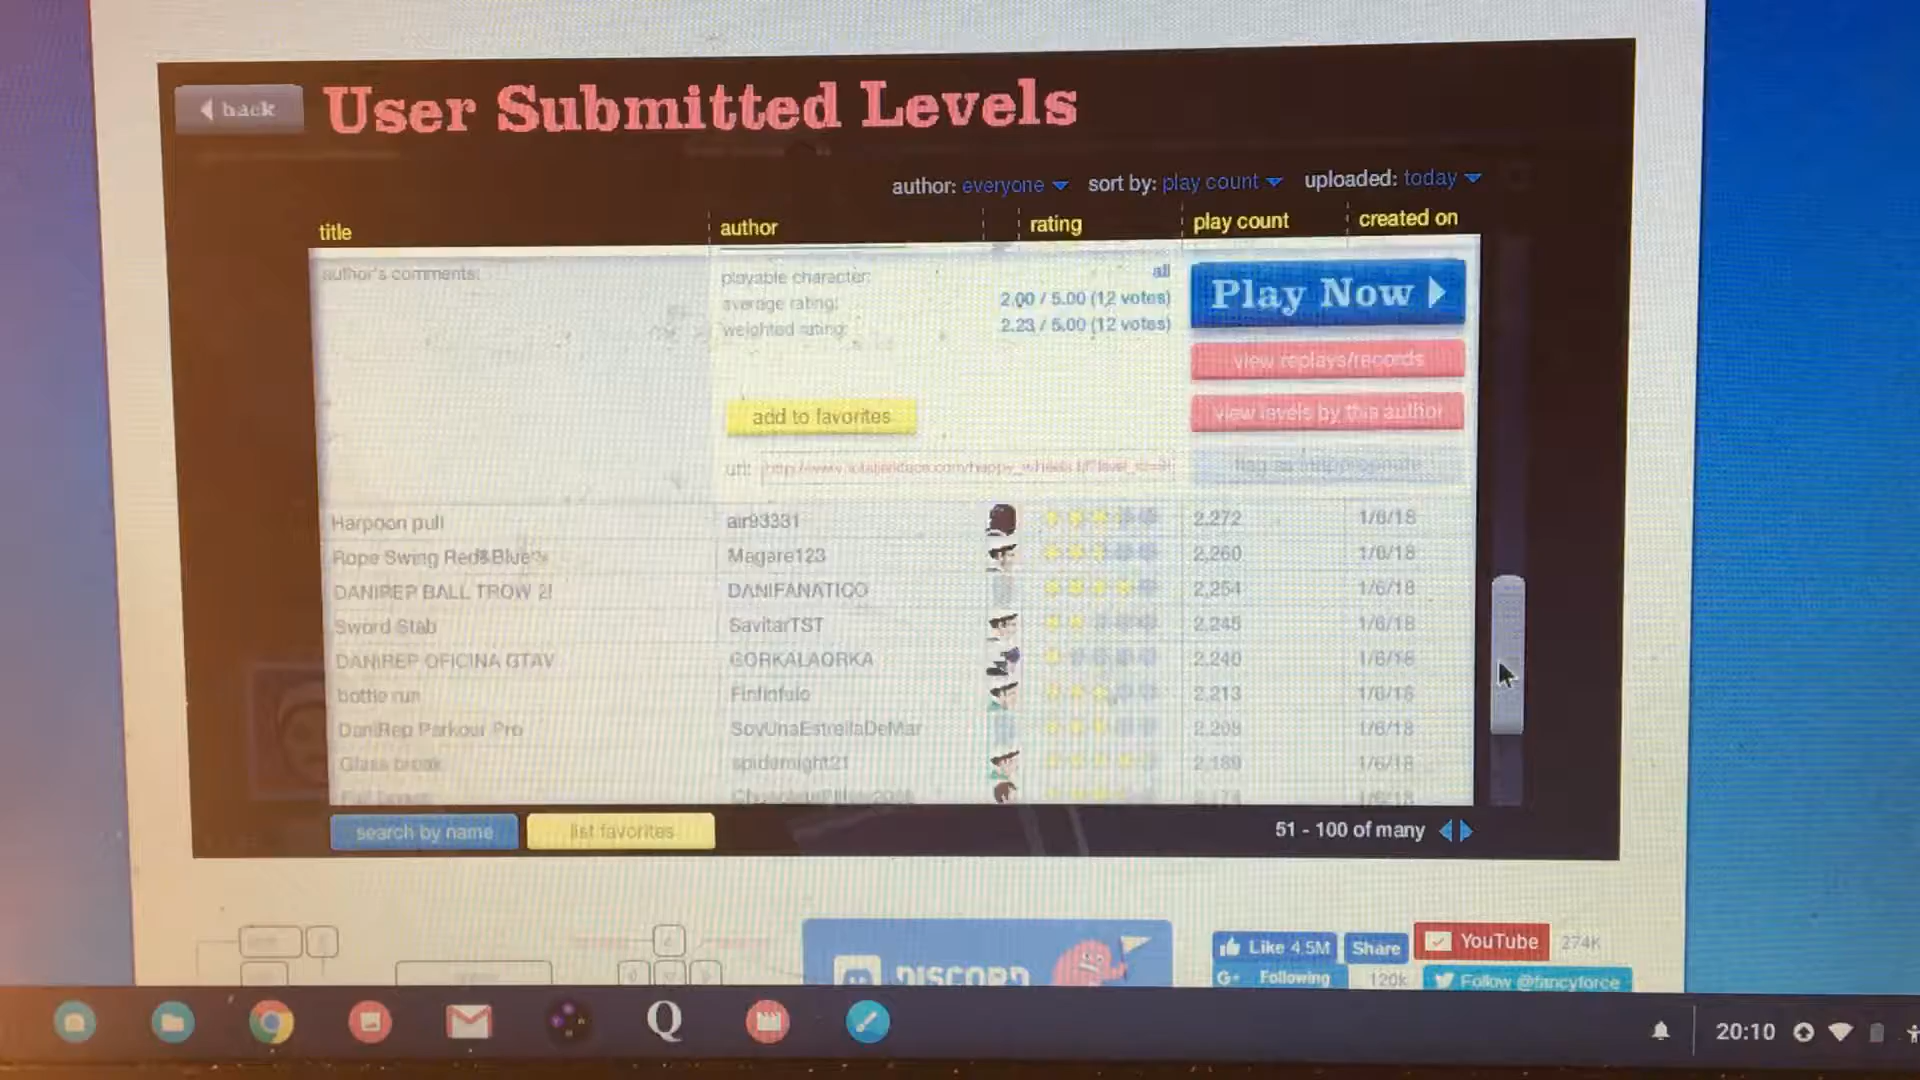 back
User Submitted Levels
author: everyone sort by: play count uploaded: today
title author rating play count created on
author's comments:
playable character: all
average rating: 2.00 / 5.00 (12 votes)
weighted rating: 2.23 / 5.00 (12 votes)
Play Now
view replays/records
view levels by this author
add to favorites
url:
flag as inappropriate
Harpoon pull air93331 2,272 1/6/18
Rope Swing Red&Blue Magare123 2,260 1/6/18
DANIREP BALL TROW 2! DANIFANATICO 2,254 1/6/18
Sword Stab SavitarTST 2,245 1/6/18
DANIREP OFICINA GTAV GORKALAORKA 2,240 1/6/18
bottle run Finfinfulo 2,213 1/6/18
DaniRep Parkour Pro SoyUnaEstrellaDeMar 2,208 1/6/18
Glass break spidernight21 2,189 1/6/18
search by name list favorites 51 - 100 of many
DISCORD
Like 4.5M Share YouTube 274K
G+ Following 120k Follow @fancyforce
Q
20:10